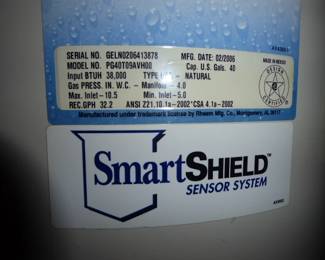 SERIAL NO. GELN0206413878 MFG. DATE: 02/2006
MODEL NO. PG40T09AVH00 Cap. U.S. Gals. 40
Input BTUH 38,000 TYPE NATURAL
Gas PRESS. IN. W.C. - Manifold - 4.0
Max. Inlet - 10.5 Min. Inlet - 5.0
REC.GPH 32.2 ANSI Z21.10.1a-2002*CSA 4.1a-2002
Manufactured under trademark license by Rheem Mfg. Co., Montgomery, AL 36117
MADE IN MEXICO
DESIGN
CERTIFIED
SmartSHIELD™
SENSOR SYSTEM